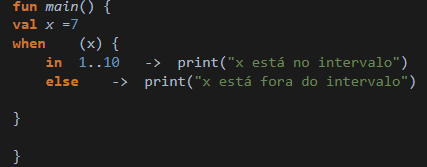 fun main() {
val x =7
when    (x) {
    in  1..10   ->  print("x está no intervalo")
    else    ->  print("x está fora do intervalo")
}
}